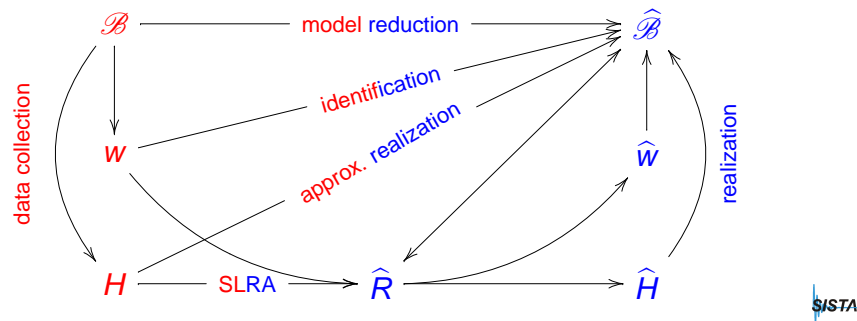 ℬ model reduction ℬ̂
identification
data collection
w
approx. realization
ŵ
realization
H SLRA R̂ Ĥ
SISTA